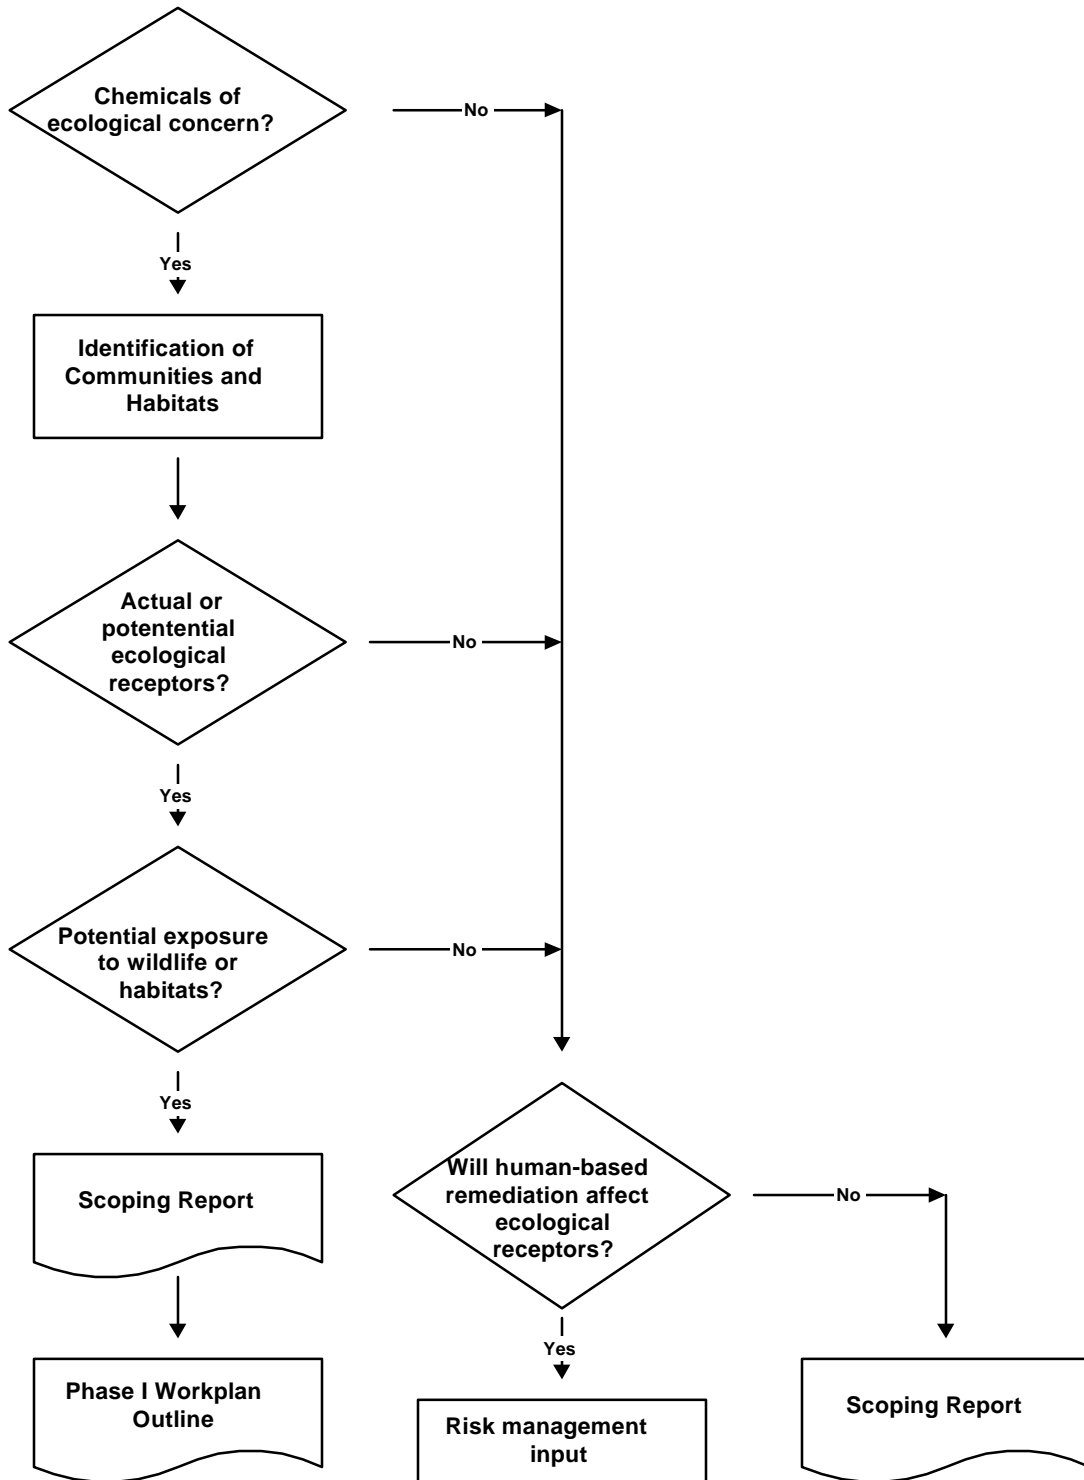 Chemicals of
ecological concern?
No
Yes
Identification of
Communities and
Habitats
Actual or
potentential
ecological
receptors?
No
Yes
Potential exposure
to wildlife or
habitats?
No
Yes
Scoping Report
Will human-based
remediation affect
ecological
receptors?
No
Yes
Phase I Workplan
Outline
Risk management
input
Scoping Report